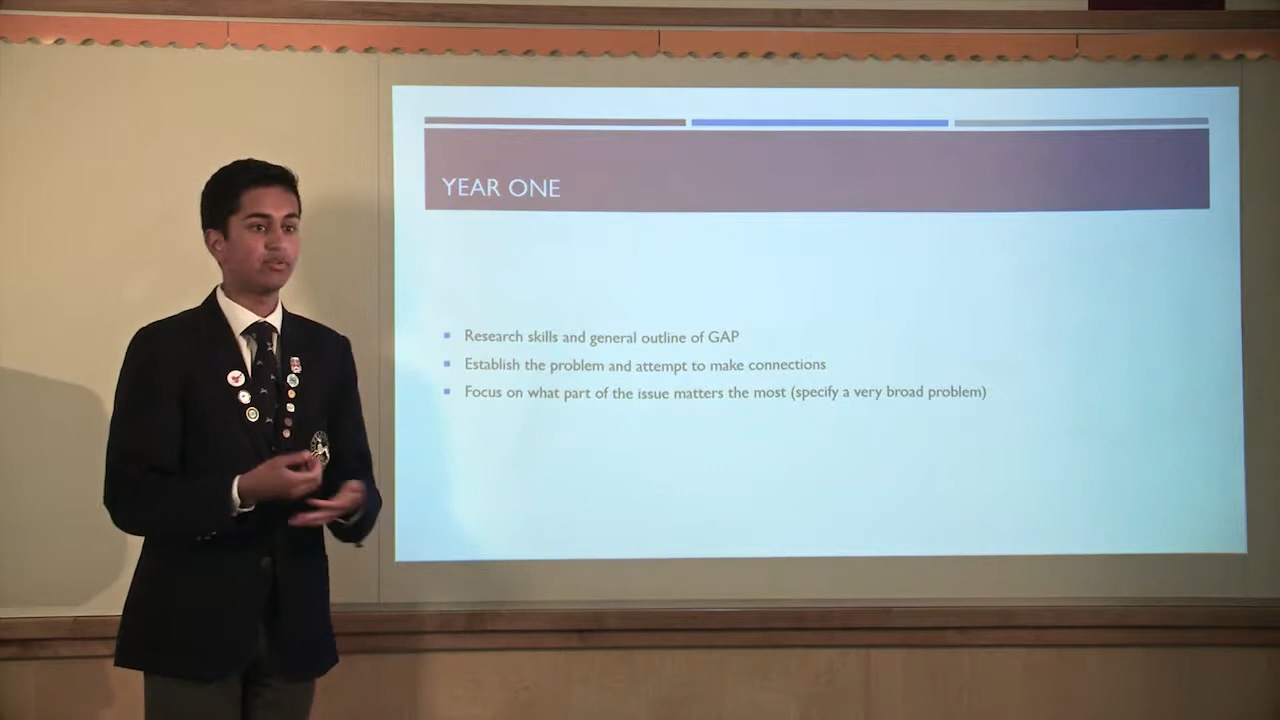 YEAR ONE
Research skills and general outline of GAP
Establish the problem and attempt to make connections
Focus on what part of the issue matters the most (specify a very broad problem)